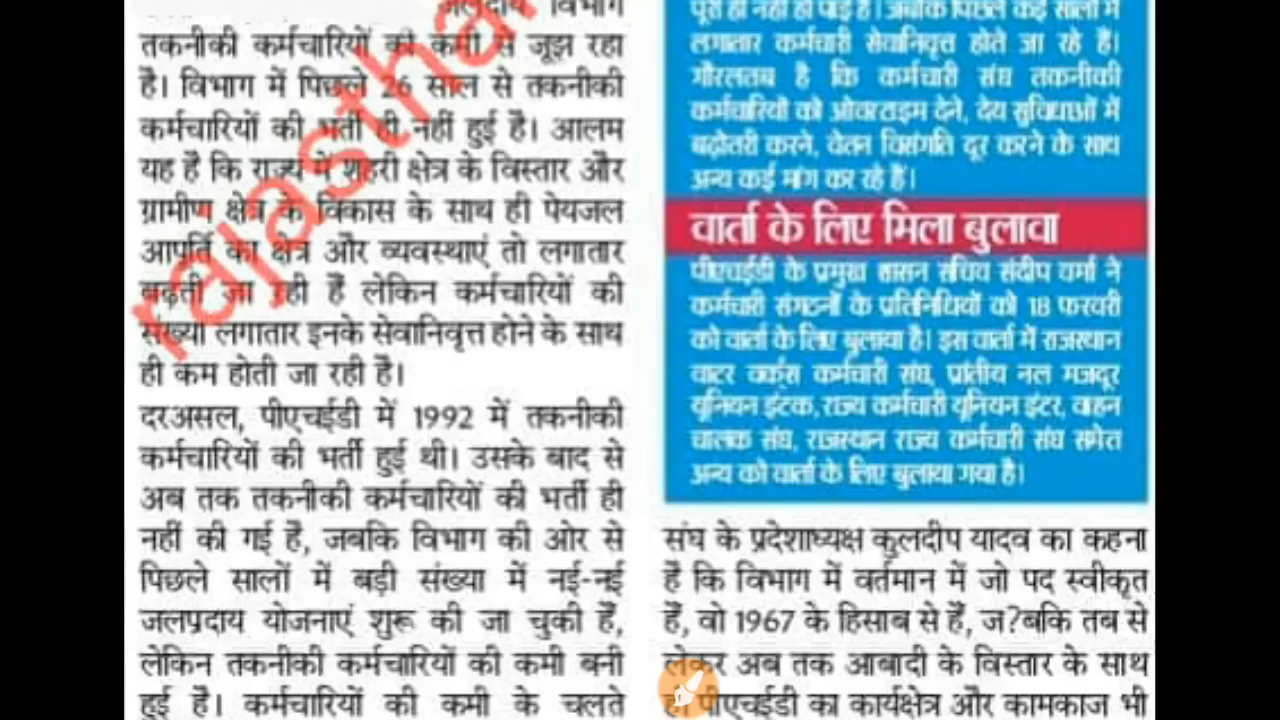 जलदाय विभाग
तकनीकी कर्मचारियों की कमी से जूझ रहा
है। विभाग में पिछले 26 साल से तकनीकी
कर्मचारियों की भर्ती ही नहीं हुई है। आलम
यह है कि राज्य में शहरी क्षेत्र के विस्तार और
ग्रामीण क्षेत्र के विकास के साथ ही पेयजल
आपूर्ति का क्षेत्र और व्यवस्थाएं तो लगातार
बढ़ती जा रही हैं लेकिन कर्मचारियों की
संख्या लगातार इनके सेवानिवृत्त होने के साथ
ही कम होती जा रही है।
दरअसल, पीएचईडी में 1992 में तकनीकी
कर्मचारियों की भर्ती हुई थी। उसके बाद से
अब तक तकनीकी कर्मचारियों की भर्ती ही
नहीं की गई है, जबकि विभाग की ओर से
पिछले सालों में बड़ी संख्या में नई-नई
जलप्रदाय योजनाएं शुरू की जा चुकी हैं,
लेकिन तकनीकी कर्मचारियों की कमी बनी
हुई है। कर्मचारियों की कमी के चलते
rajasthan
पूरी ही नहीं हो पाई है। जबकि पिछले कई सालों में
लगातार कर्मचारी सेवानिवृत्त होते जा रहे हैं।
गौरतलब है कि कर्मचारी संघ तकनीकी
कर्मचारियों को ओवरटाइम देने, देय सुविधाओं में
बढ़ोतरी करने, वेतन विसंगति दूर करने के साथ
अन्य कई मांग कर रहे हैं।
वार्ता के लिए मिला बुलावा
पीएचईडी के प्रमुख शासन सचिव संदीप वर्मा ने
कर्मचारी संगठनों के प्रतिनिधियों को 18 फरवरी
को वार्ता के लिए बुलाया है। इस वार्ता में राजस्थान
वाटर वर्क्स कर्मचारी संघ, प्रांतीय नल मजदूर
यूनियन इंटक, राज्य कर्मचारी यूनियन इंटर, वाहन
चालक संघ, राजस्थान राज्य कर्मचारी संघ समेत
अन्य को वार्ता के लिए बुलाया गया है।
संघ के प्रदेशाध्यक्ष कुलदीप यादव का कहना
है कि विभाग में वर्तमान में जो पद स्वीकृत
हैं, वो 1967 के हिसाब से हैं, ज?बकि तब से
लेकर अब तक आबादी के विस्तार के साथ
ही पीएचईडी का कार्यक्षेत्र और कामकाज भी